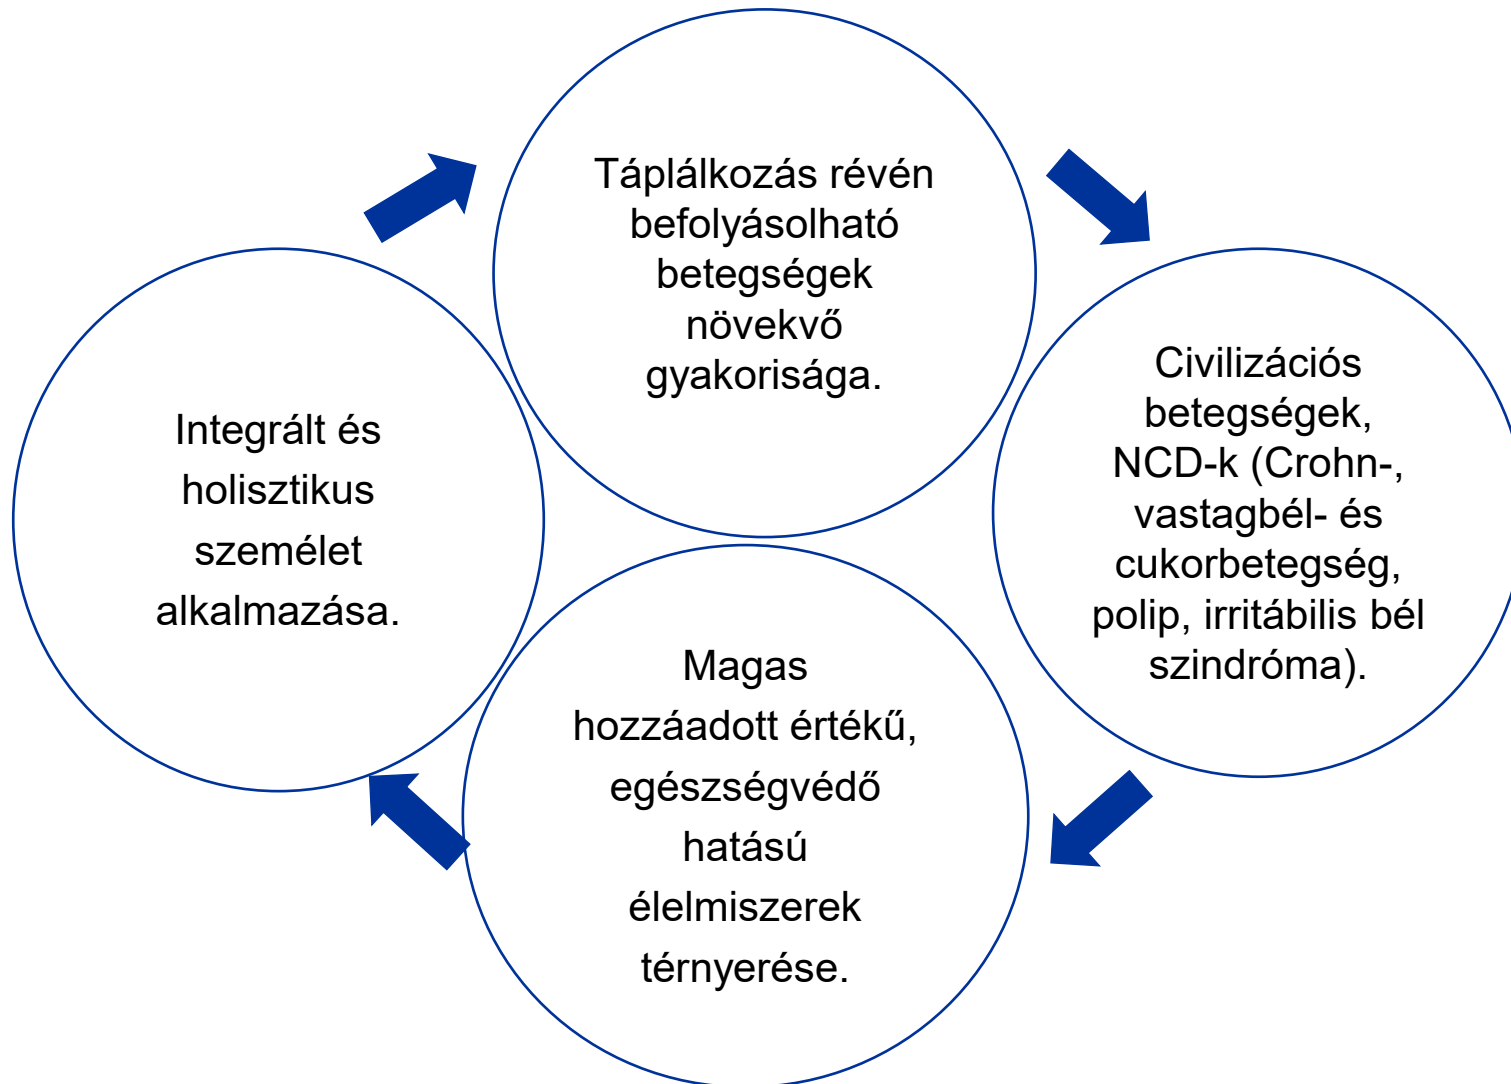 Táplálkozás révén
befolyásolható
betegségek
növekvő
gyakorisága.
Civilizációs
betegségek,
NCD-k (Crohn-,
vastagbél- és
cukorbetegség,
polip, irritábilis bél
szindróma).
Magas
hozzáadott értékű,
egészségvédő
hatású
élelmiszerek
térnyerése.
Integrált és
holisztikus
személet
alkalmazása.